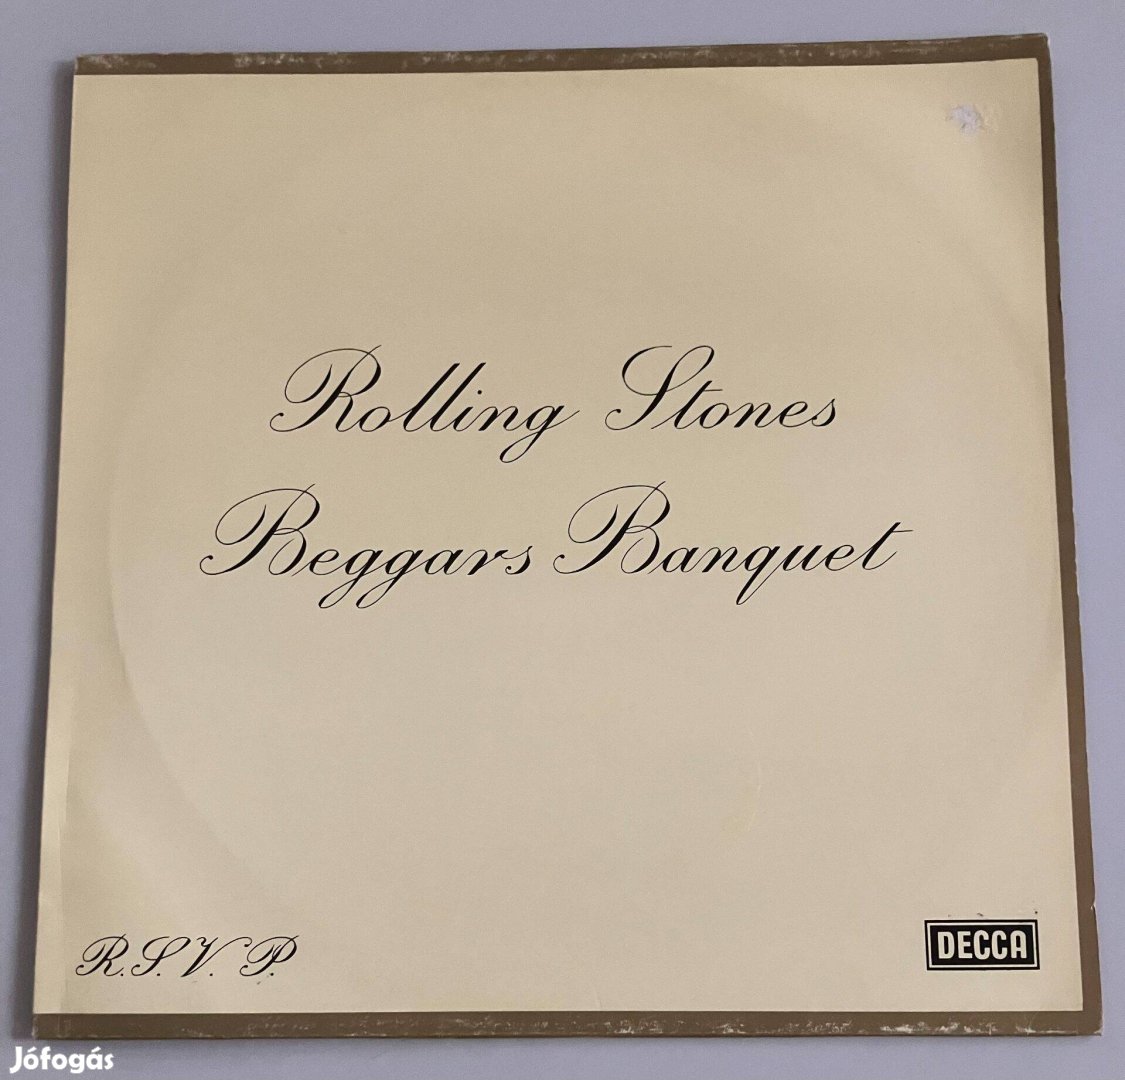 Rolling Stones
Beggars Banquet
R.S.V.P.
DECCA
Jófogás